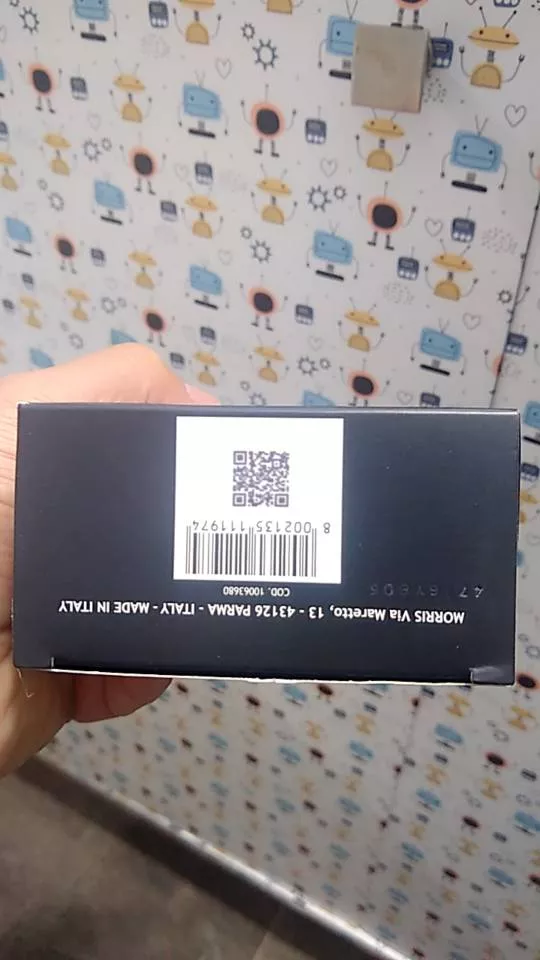 MORRIS Via Maretto, 13 - 43126 PARMA - ITALY - MADE IN ITALY
COD. 10063680
8 002135 111974